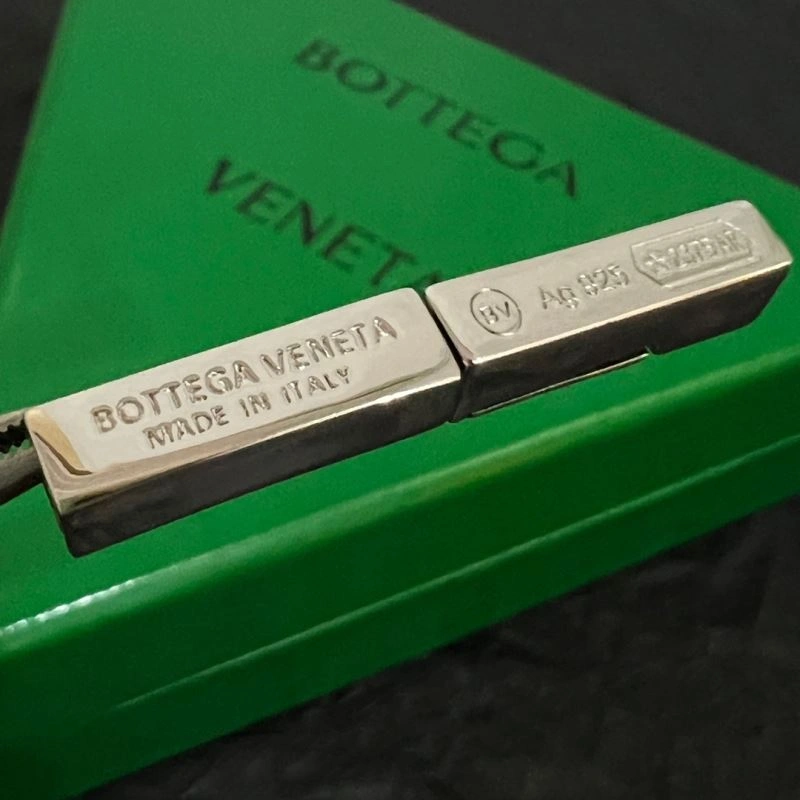 BOTTEGA
VENETA
BOTTEGA VENETA
MADE IN ITALY
BV Ag 925